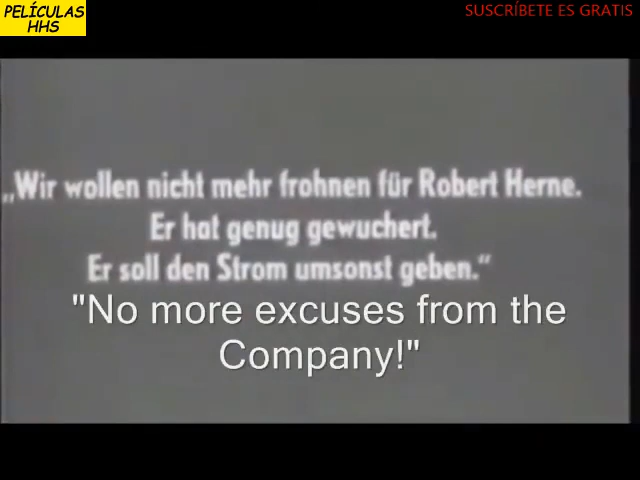 PELÍCULAS
HHS
SUSCRÍBETE ES GRATIS
„Wir wollen nicht mehr frohnen für Robert Herne.
Er hat genug gewuchert.
Er soll den Strom umsonst geben.“
"No more excuses from the
Company!"